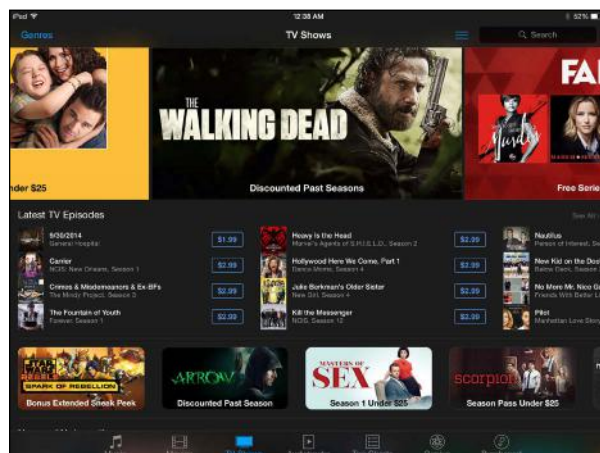 iPad
12:38 AM
52%
Genres
TV Shows
Search
THE
WALKING DEAD
FA
nder $25
Discounted Past Seasons
Free Serie
Latest TV Episodes
See All
9/30/2014
General Hospital
$1.99
Heavy Is the Head
Marvel's Agents of S.H.I.E.L.D., Season 2
$2.99
Nautilus
Person of Interest, Se
Carrier
NCIS: New Orleans, Season 1
$2.99
Hollywood Here We Come, Part 1
Dance Moms, Season 4
$2.99
New Kid on the Dock
Below Deck, Season
Crimes & Misdemeanors & Ex-BFs
The Mindy Project, Season 3
$2.99
Julie Berkman's Older Sister
New Girl, Season 4
$2.99
No More Mr. Nice G
Friends With Better Li
The Fountain of Youth
Forever, Season 1
$2.99
Kill the Messenger
NCIS, Season 12
$2.99
Pilot
Manhattan Love Story
STAR WARS
REBELS
SPARK OF REBELLION
Bonus Extended Sneak Peek
ARROW
Discounted Past Season
MASTERS OF
SEX
Season 1 Under $25
scorpion
Season Pass Under $25
TV Shows